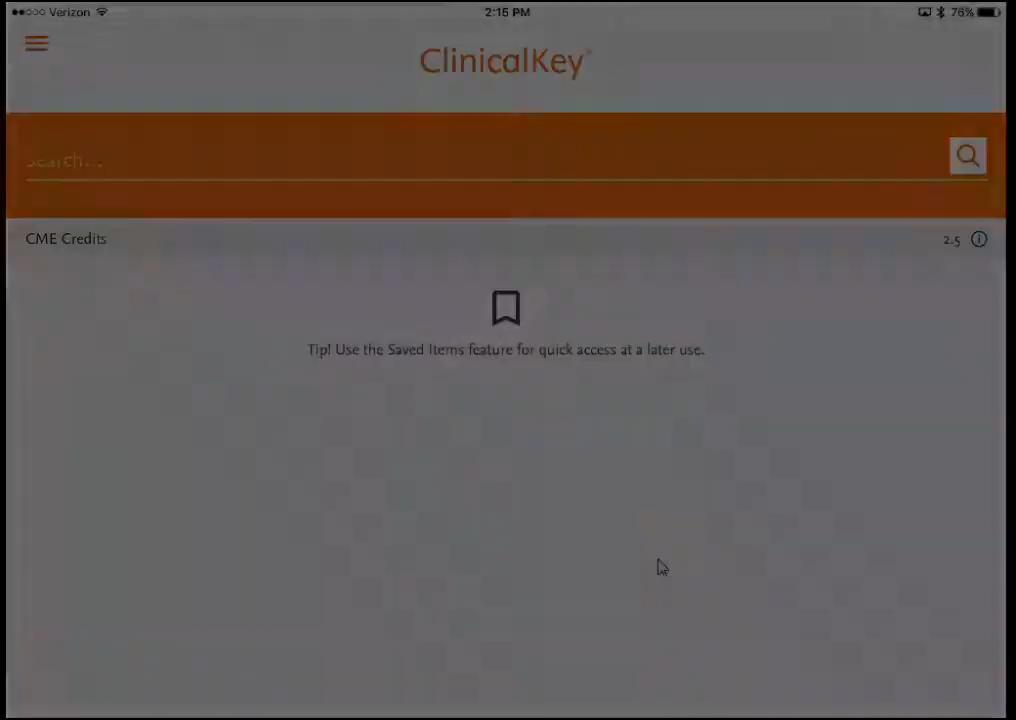 Verizon 2:15 PM 76%
ClinicalKey
Search...
CME Credits 2.5
Tip! Use the Saved Items feature for quick access at a later use.